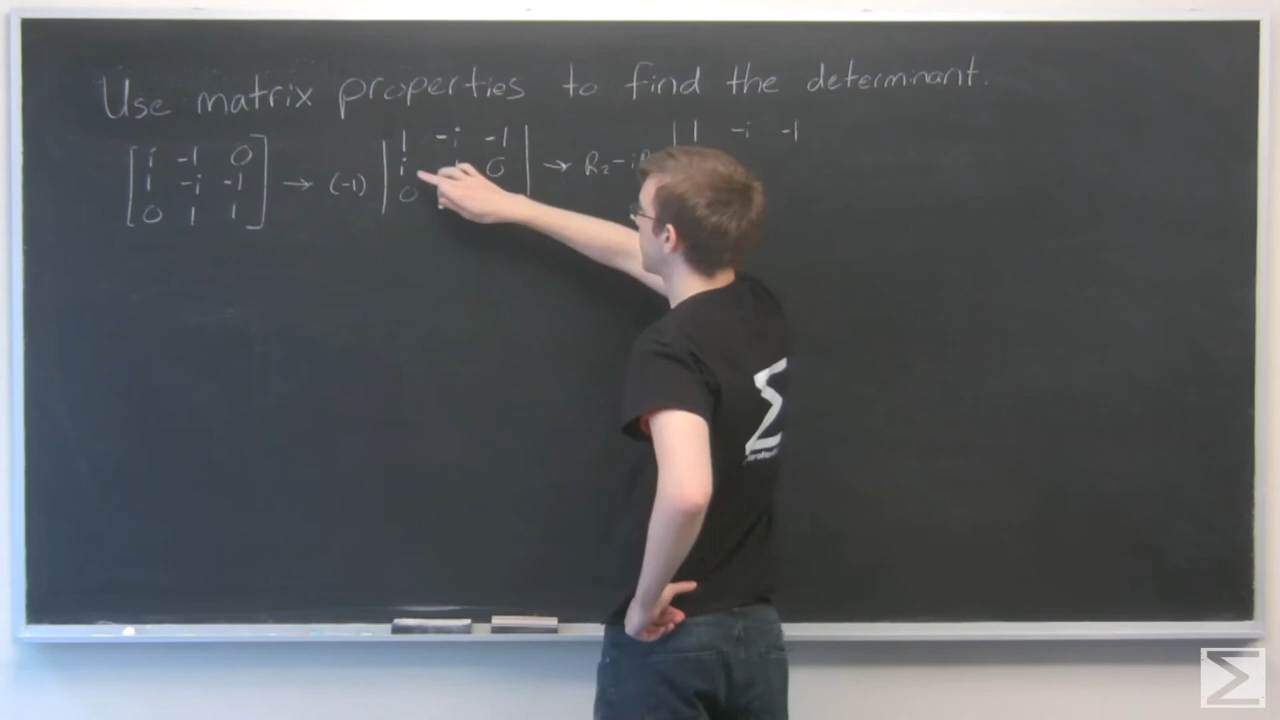 Use matrix properties to find the determinant.
[i -1 0
1 -i -1
0 1 1] → (-1) |1 -i -1
i 0
0 | → R₂-i |1 -i -1
Σ
Σ